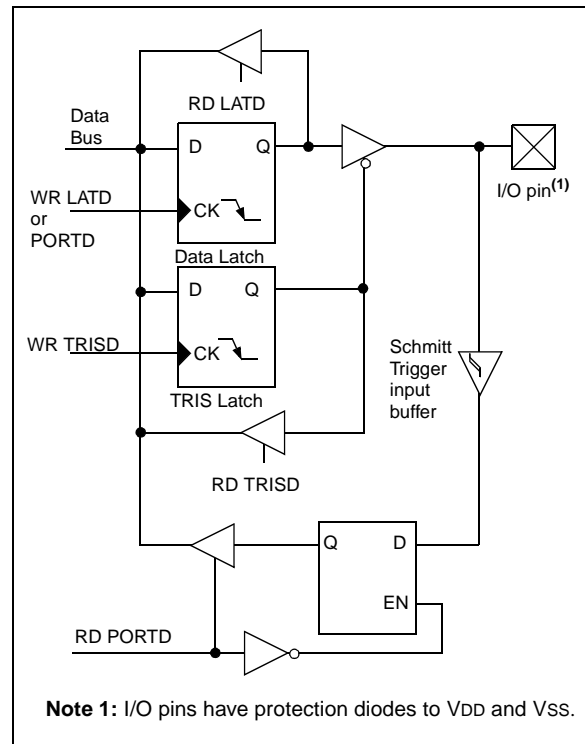 RD LATD
Data
Bus
D Q
WR LATD
or
PORTD
CK
Data Latch
I/O pin(1)
D Q
WR TRISD
CK
TRIS Latch
Schmitt
Trigger
input
buffer
RD TRISD
Q D
EN
RD PORTD
Note 1: I/O pins have protection diodes to VDD and VSS.